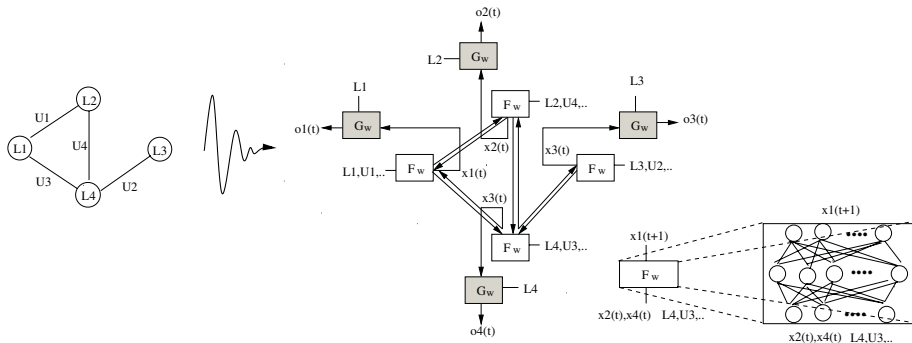 L2
U1
L1
U4
L3
U3
U2
L4
o2(t)
L2
Gw
L1
o1(t)
Gw
Fw
L2,U4,..
x2(t)
L3
Gw
o3(t)
x3(t)
L1,U1,..
Fw
x1(t)
Fw
L3,U2,..
x3(t)
Fw
L4,U3,..
Gw
L4
o4(t)
x1(t+1)
Fw
x2(t),x4(t) L4,U3,..
x1(t+1)
x2(t),x4(t) L4,U3,..